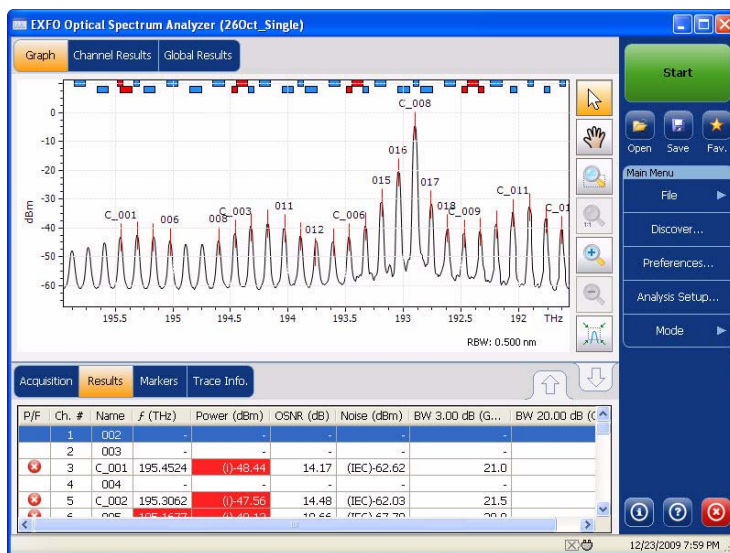 EXFO Optical Spectrum Analyzer (26Oct_Single)
Graph Channel Results Global Results
Start
Open Save Fav.
Main Menu
File
Discover...
Preferences...
Analysis Setup...
Mode
C_008
016
015
017
C_001
006
008
C_003
011
012
C_006
018
C_009
C_011
C_01
0
-10
-20
-30
-40
-50
-60
dBm
195.5 195 194.5 194 193.5 193 192.5 192 THz
RBW: 0.500 nm
Acquisition Results Markers Trace Info.
P/F Ch. # Name f (THz) Power (dBm) OSNR (dB) Noise (dBm) BW 3.00 dB (G... BW 20.00 dB (
1 002 - - - - -
2 003 - - - - -
3 C_001 195.4524 (i)-48.44 14.17 (IEC)-62.62 21.0
4 004 - - - - -
5 C_002 195.3062 (i)-47.56 14.48 (IEC)-62.03 21.5
12/23/2009 7:59 PM